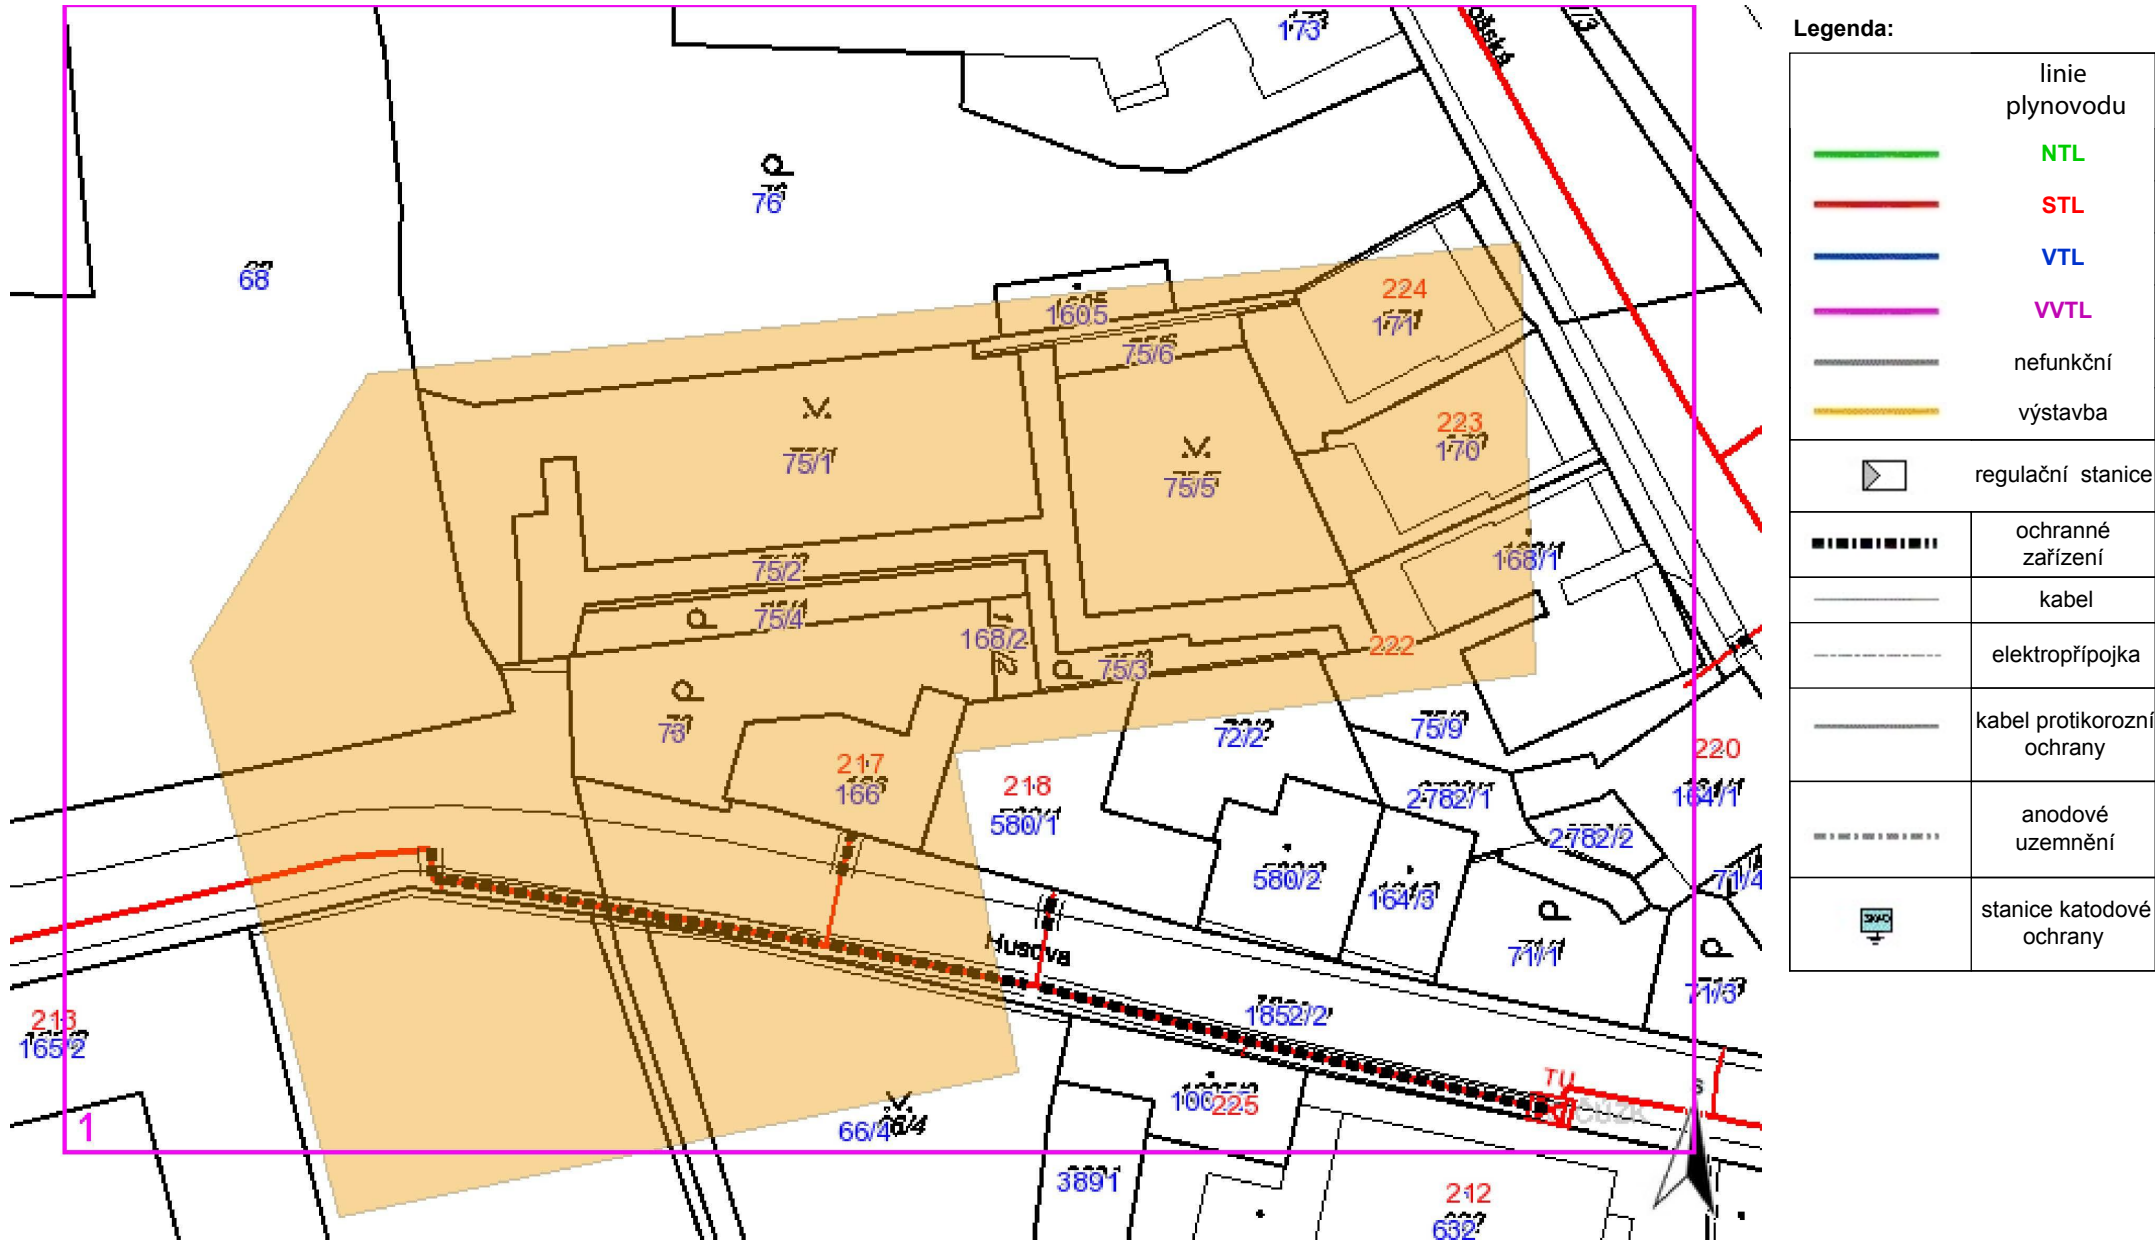 173
76
68
1605
224
171
75/6
223
170
75/1
75/5
168/1
75/2
75/4
168/2
222
75/3
73
72/2
75/9
217
166
218
580/1
220
164/1
2782/1
2782/2
580/2
164/3
71/4
71/1
71/3
Husova
1852/2
213
165/2
TU
s
ČÚZK
225
66/4
1
3891
212
632
Legenda:
linie
plynovodu
NTL
STL
VTL
VVTL
nefunkční
výstavba
regulační stanice
ochranné
zařízení
kabel
elektropřípojka
kabel protikorozní
ochrany
anodové
uzemnění
SKAO
stanice katodové
ochrany